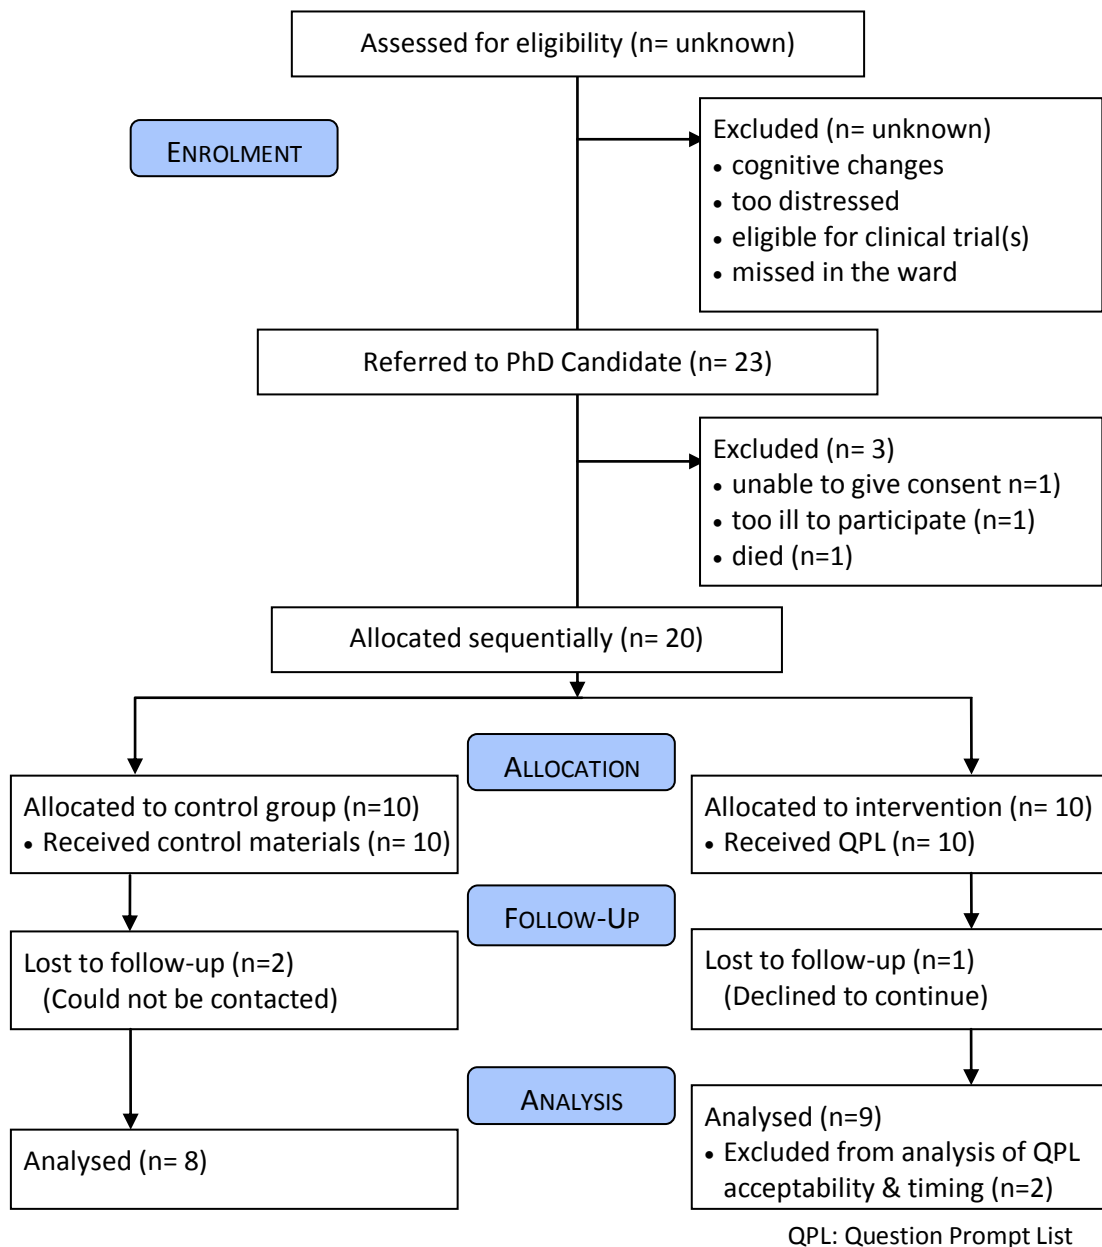 Assessed for eligibility (n= unknown)
ENROLMENT
Excluded (n= unknown)
• cognitive changes
• too distressed
• eligible for clinical trial(s)
• missed in the ward
Referred to PhD Candidate (n= 23)
Excluded (n= 3)
• unable to give consent n=1)
• too ill to participate (n=1)
• died (n=1)
Allocated sequentially (n= 20)
ALLOCATION
Allocated to control group (n=10)
• Received control materials (n= 10)
Allocated to intervention (n= 10)
• Received QPL (n= 10)
FOLLOW-UP
Lost to follow-up (n=2)
(Could not be contacted)
Lost to follow-up (n=1)
(Declined to continue)
ANALYSIS
Analysed (n= 8)
Analysed (n=9)
• Excluded from analysis of QPL
acceptability & timing (n=2)
QPL: Question Prompt List